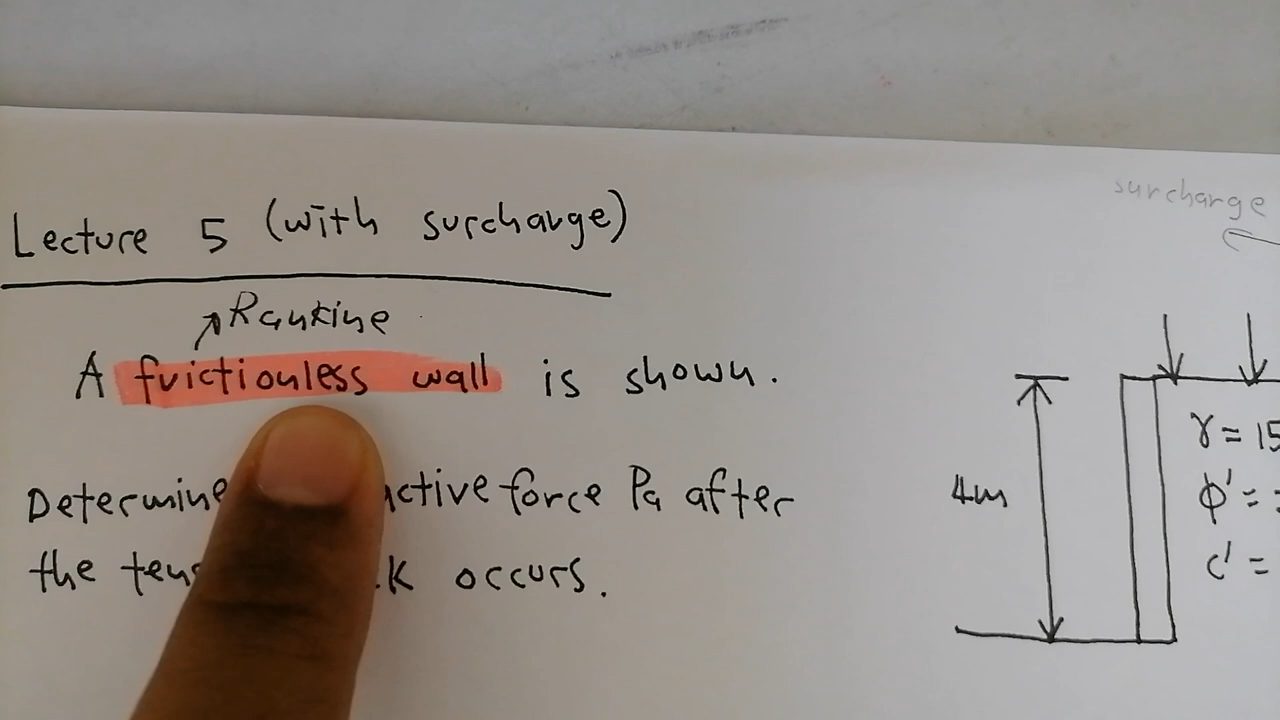 surcharge
Lecture 5 (with surcharge)
Rankine
A frictionless wall is shown.
Determine active force Pa after
the occurs.
4m
γ = 15
φ' =
c' =